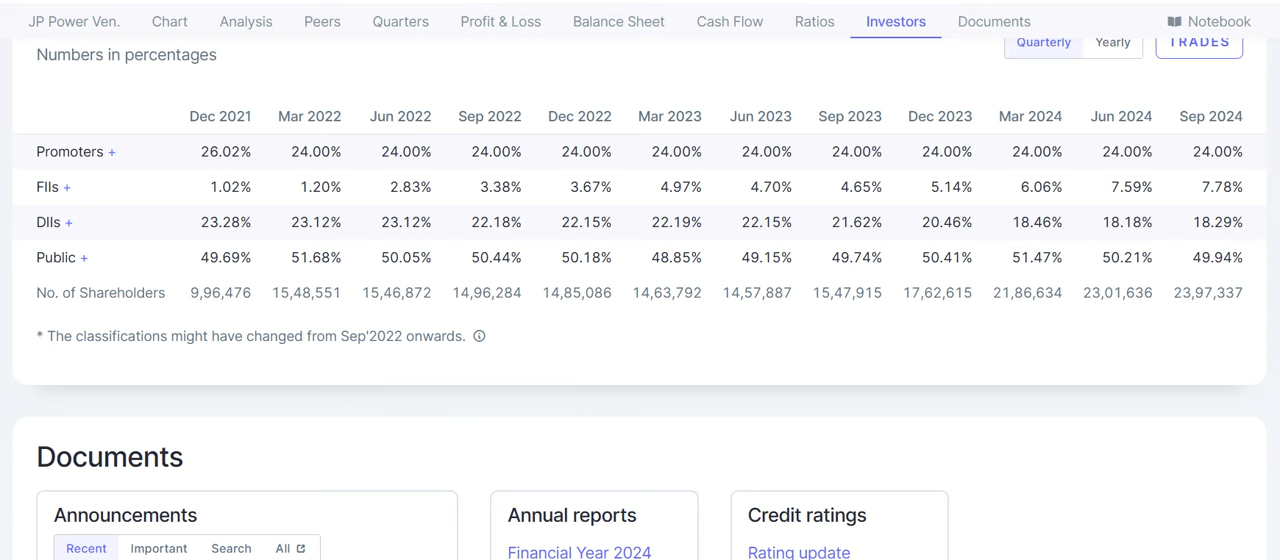 JP Power Ven. Chart Analysis Peers Quarters Profit & Loss Balance Sheet Cash Flow Ratios Investors Documents Notebook
Numbers in percentages Quarterly Yearly TRADES
Dec 2021 Mar 2022 Jun 2022 Sep 2022 Dec 2022 Mar 2023 Jun 2023 Sep 2023 Dec 2023 Mar 2024 Jun 2024 Sep 2024
Promoters + 26.02% 24.00% 24.00% 24.00% 24.00% 24.00% 24.00% 24.00% 24.00% 24.00% 24.00% 24.00%
FIIs + 1.02% 1.20% 2.83% 3.38% 3.67% 4.97% 4.70% 4.65% 5.14% 6.06% 7.59% 7.78%
DIIs + 23.28% 23.12% 23.12% 22.18% 22.15% 22.19% 22.15% 21.62% 20.46% 18.46% 18.18% 18.29%
Public + 49.69% 51.68% 50.05% 50.44% 50.18% 48.85% 49.15% 49.74% 50.41% 51.47% 50.21% 49.94%
No. of Shareholders 9,96,476 15,48,551 15,46,872 14,96,284 14,85,086 14,63,792 14,57,887 15,47,915 17,62,615 21,86,634 23,01,636 23,97,337
* The classifications might have changed from Sep'2022 onwards.
Documents
Announcements Annual reports Credit ratings
Recent Important Search All Financial Year 2024 Rating update